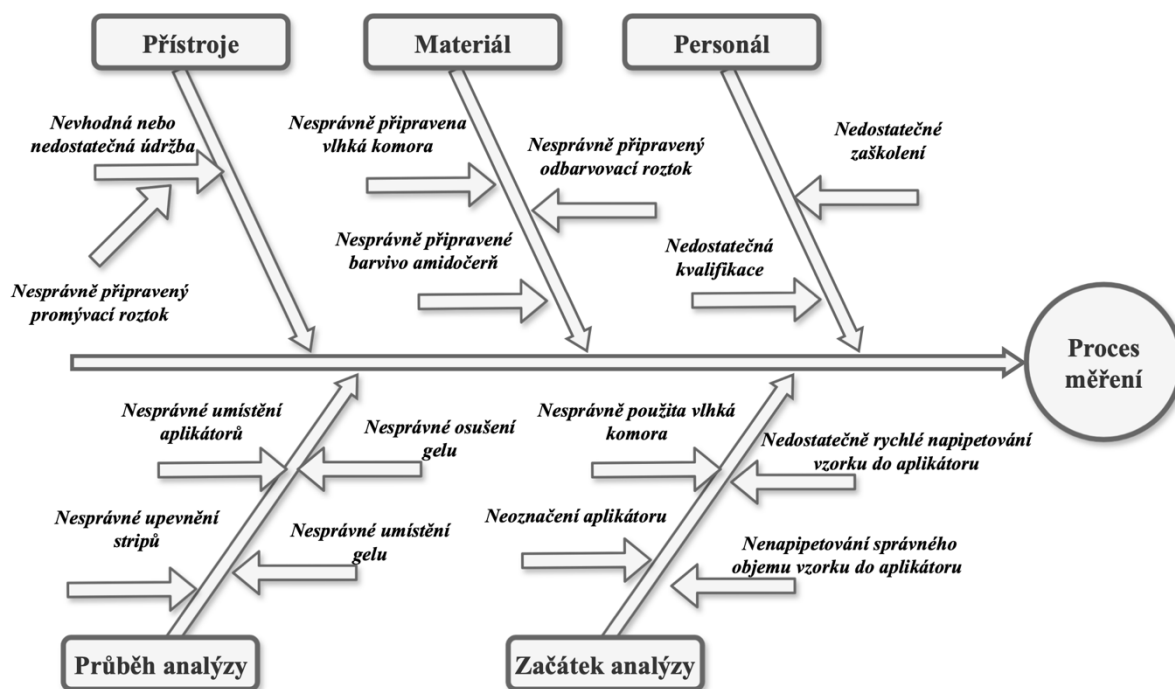 Přístroje
Materiál
Personál
Nevhodná nebo
nedostatečná údržba
Nesprávně připravený
promývací roztok
Nesprávně připravena
vlhká komora
Nesprávně připravený
odbarvovací roztok
Nesprávně připravené
barvivo amidočerň
Nedostatečné
zaškolení
Nedostatečná
kvalifikace
Proces
měření
Nesprávné umístění
aplikátorů
Nesprávné osušení
gelu
Nesprávné upevnění
stripů
Nesprávné umístění
gelu
Nesprávně použita vlhká
komora
Nedostatečně rychlé napipetování
vzorku do aplikátoru
Neoznačení aplikátoru
Nenapipetování správného
objemu vzorku do aplikátoru
Průběh analýzy
Začátek analýzy